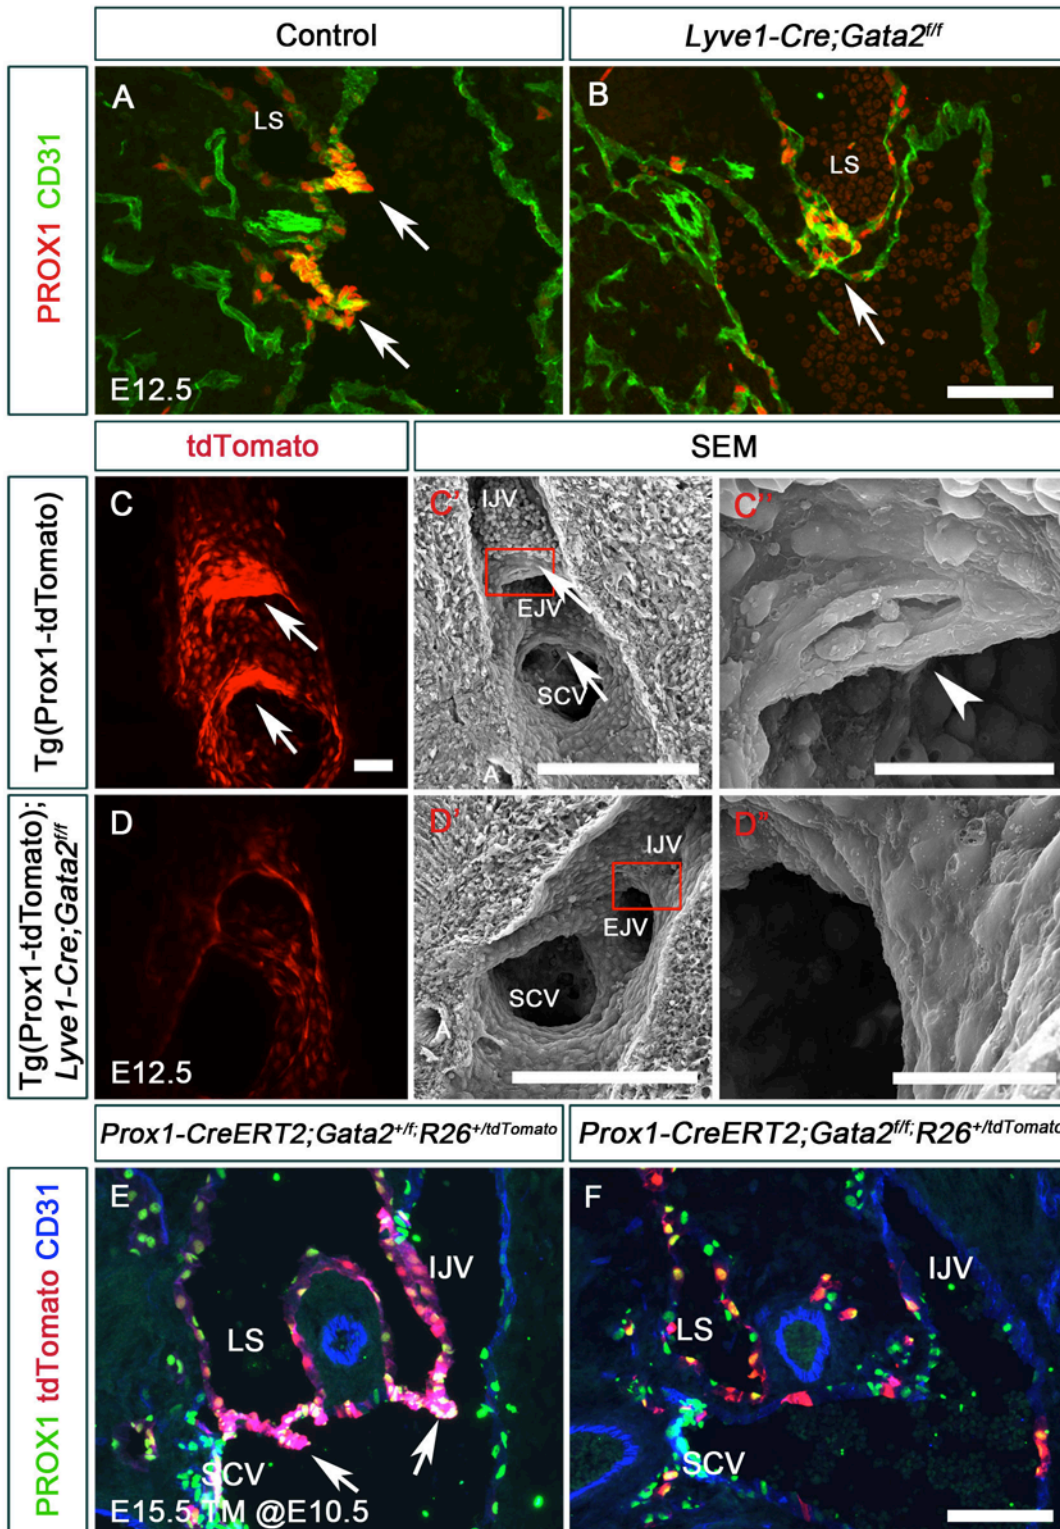 Control
Lyve1-Cre;Gata2f/f
PROX1 CD31
A
LS
E12.5
B
LS
tdTomato
SEM
Tg(Prox1-tdTomato)
C
C'
IJV
EJV
SCV
A
C''
Tg(Prox1-tdTomato);
Lyve1-Cre;Gata2f/f
D
E12.5
D'
IJV
EJV
SCV
A
D''
Prox1-CreERT2;Gata2+/f;R26+/tdTomato
Prox1-CreERT2;Gata2f/f;R26+/tdTomato
PROX1 tdTomato CD31
E
IJV
LS
SCV
E15.5 TM @E10.5
F
IJV
LS
SCV